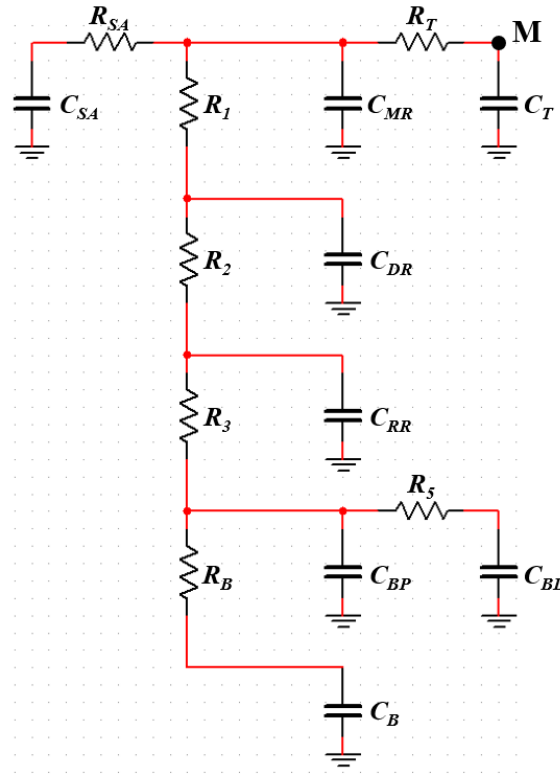 R_SA R_T M
C_SA R_1 C_MR C_T
R_2 C_DR
R_3 C_RR
R_5
R_B C_BP C_BL
C_B